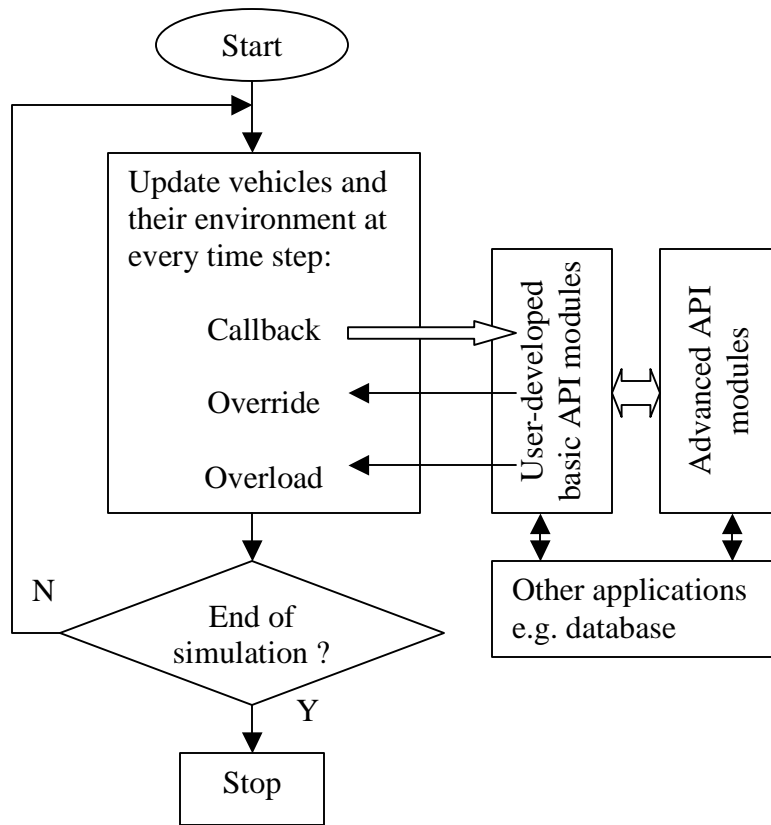 Start
Update vehicles and
their environment at
every time step:
Callback
Override
Overload
User-developed
basic API modules
Advanced API
modules
Other applications
e.g. database
N
End of
simulation ?
Y
Stop